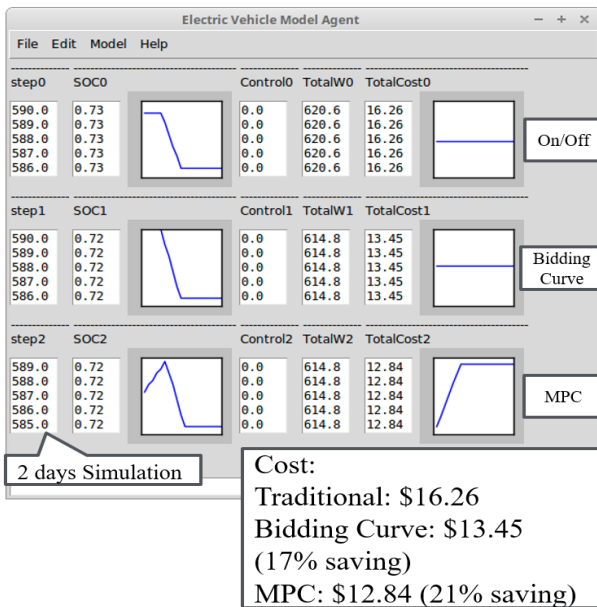 Electric Vehicle Model Agent
File Edit Model Help
step0 SOC0 Control0 TotalW0 TotalCost0
590.0 0.73 0.0 620.6 16.26
589.0 0.73 0.0 620.6 16.26
588.0 0.73 0.0 620.6 16.26
587.0 0.73 0.0 620.6 16.26
586.0 0.73 0.0 620.6 16.26
On/Off
step1 SOC1 Control1 TotalW1 TotalCost1
590.0 0.72 0.0 614.8 13.45
589.0 0.72 0.0 614.8 13.45
588.0 0.72 0.0 614.8 13.45
587.0 0.72 0.0 614.8 13.45
586.0 0.72 0.0 614.8 13.45
Bidding
Curve
step2 SOC2 Control2 TotalW2 TotalCost2
589.0 0.72 0.0 614.8 12.84
588.0 0.72 0.0 614.8 12.84
587.0 0.72 0.0 614.8 12.84
586.0 0.72 0.0 614.8 12.84
585.0 0.72 0.0 614.8 12.84
MPC
2 days Simulation
Cost:
Traditional: $16.26
Bidding Curve: $13.45
(17% saving)
MPC: $12.84 (21% saving)